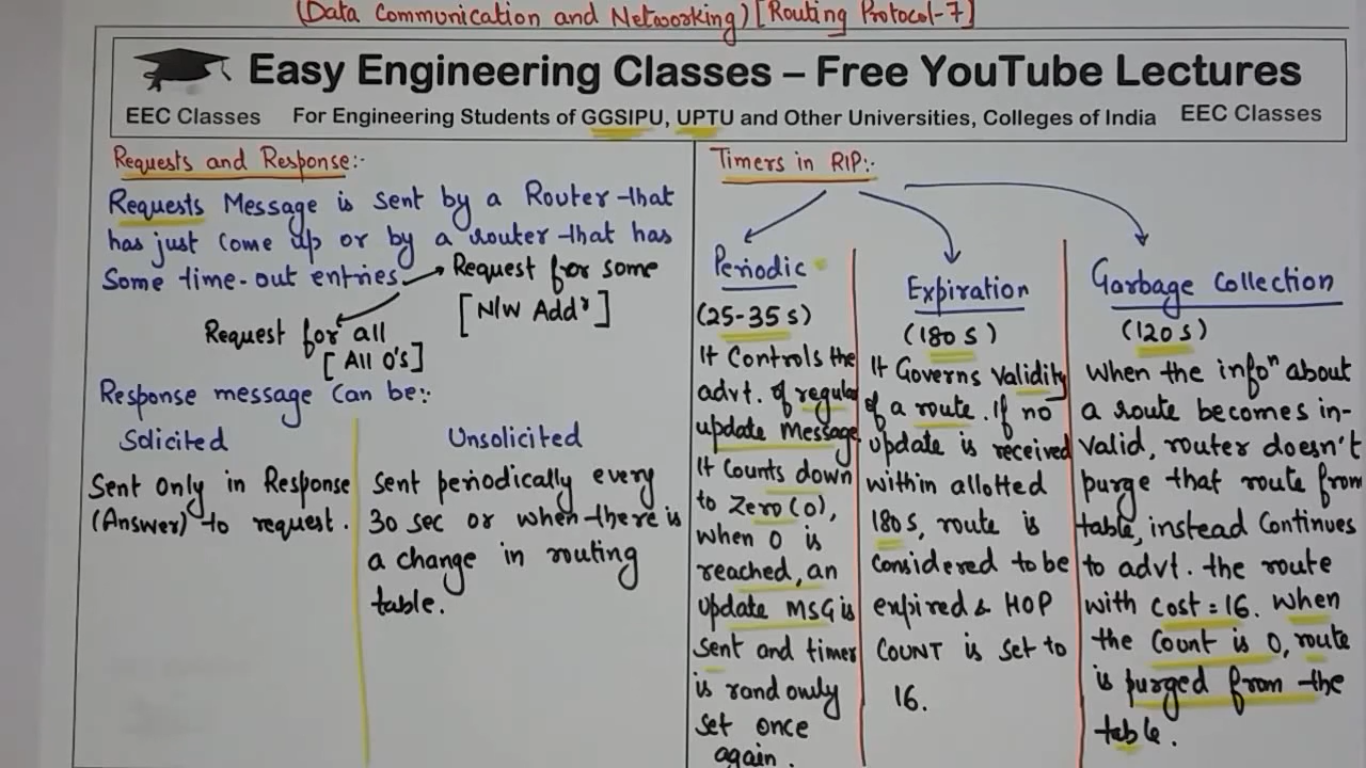 (Data Communication and Networking) [Routing Protocol-7]
Easy Engineering Classes – Free YouTube Lectures
EEC Classes For Engineering Students of GGSIPU, UPTU and Other Universities, Colleges of India EEC Classes
Requests and Response:-
Requests Message is sent by a Router that
has just come up or by a router that has
Some time-out entries.
Request for some
[N/W Addr]
Request for all
[All 0's]
Response message can be:-
Solicited
Sent only in Response
(Answer) to request.
Unsolicited
Sent periodically every
30 sec or when there is
a change in routing
table.
Timers in RIP:-
Periodic
(25-35 s)
It controls the
advt. of regular
update Message.
It counts down
to zero (0),
when 0 is
reached, an
update MSG is
sent and timer
is randomly
set once
again.
Expiration
(180 s)
It Governs validity
of a route. If no
update is received
within allotted
180 s, route is
considered to be
expired & HOP
COUNT is set to
16.
Garbage Collection
(120 s)
When the infoⁿ about
a route becomes in-
valid, router doesn't
purge that route from
table, instead continues
to advt. the route
with cost = 16. When
the count is 0, route
is purged from the
table.